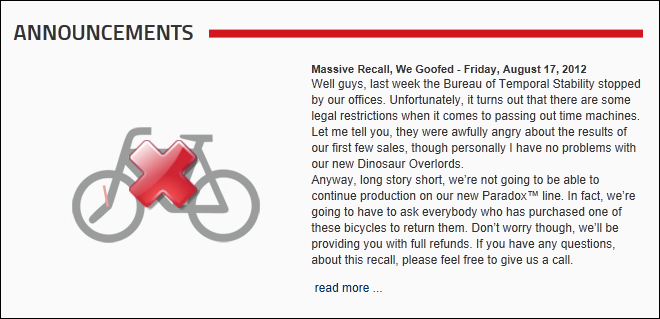 ANNOUNCEMENTS
Massive Recall, We Goofed - Friday, August 17, 2012
Well guys, last week the Bureau of Temporal Stability stopped
by our offices. Unfortunately, it turns out that there are some
legal restrictions when it comes to passing out time machines.
Let me tell you, they were awfully angry about the results of
our first few sales, though personally I have no problems with
our new Dinosaur Overlords.
Anyway, long story short, we’re not going to be able to
continue production on our new Paradox™ line. In fact, we’re
going to have to ask everybody who has purchased one of
these bicycles to return them. Don’t worry though, we’ll be
providing you with full refunds. If you have any questions,
about this recall, please feel free to give us a call.
read more ...